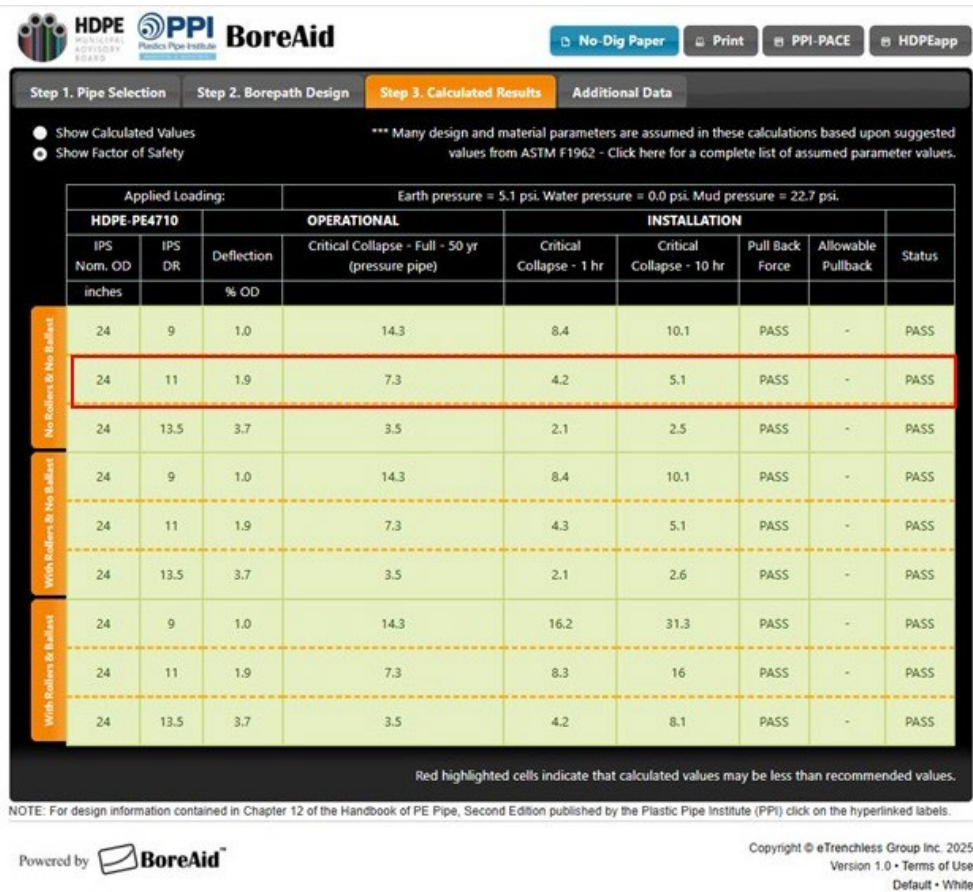 HDPE
MUNICIPAL
ADVISORY
BOARD
PPI
Plastics Pipe Institute
BoreAid
No-Dig Paper
Print
PPI-PACE
HDPEapp
Step 1. Pipe Selection
Step 2. Borepath Design
Step 3. Calculated Results
Additional Data
Show Calculated Values
Show Factor of Safety
*** Many design and material parameters are assumed in these calculations based upon suggested
values from ASTM F1962 - Click here for a complete list of assumed parameter values.
Applied Loading: Earth pressure = 5.1 psi. Water pressure = 0.0 psi. Mud pressure = 22.7 psi.
HDPE-PE4710 OPERATIONAL INSTALLATION
IPS Nom. OD IPS DR Deflection Critical Collapse - Full - 50 yr (pressure pipe) Critical Collapse - 1 hr Critical Collapse - 10 hr Pull Back Force Allowable Pullback Status
inches % OD
No Rollers & No Ballast
24 9 1.0 14.3 8.4 10.1 PASS - PASS
24 11 1.9 7.3 4.2 5.1 PASS - PASS
24 13.5 3.7 3.5 2.1 2.5 PASS - PASS
With Rollers & No Ballast
24 9 1.0 14.3 8.4 10.1 PASS - PASS
24 11 1.9 7.3 4.3 5.1 PASS - PASS
24 13.5 3.7 3.5 2.1 2.6 PASS - PASS
With Rollers & Ballast
24 9 1.0 14.3 16.2 31.3 PASS - PASS
24 11 1.9 7.3 8.3 16 PASS - PASS
24 13.5 3.7 3.5 4.2 8.1 PASS - PASS
Red highlighted cells indicate that calculated values may be less than recommended values.
NOTE: For design information contained in Chapter 12 of the Handbook of PE Pipe, Second Edition published by the Plastic Pipe Institute (PPI) click on the hyperlinked labels.
Powered by BoreAid™
Copyright © eTrenchless Group Inc. 2025
Version 1.0 • Terms of Use
Default • White